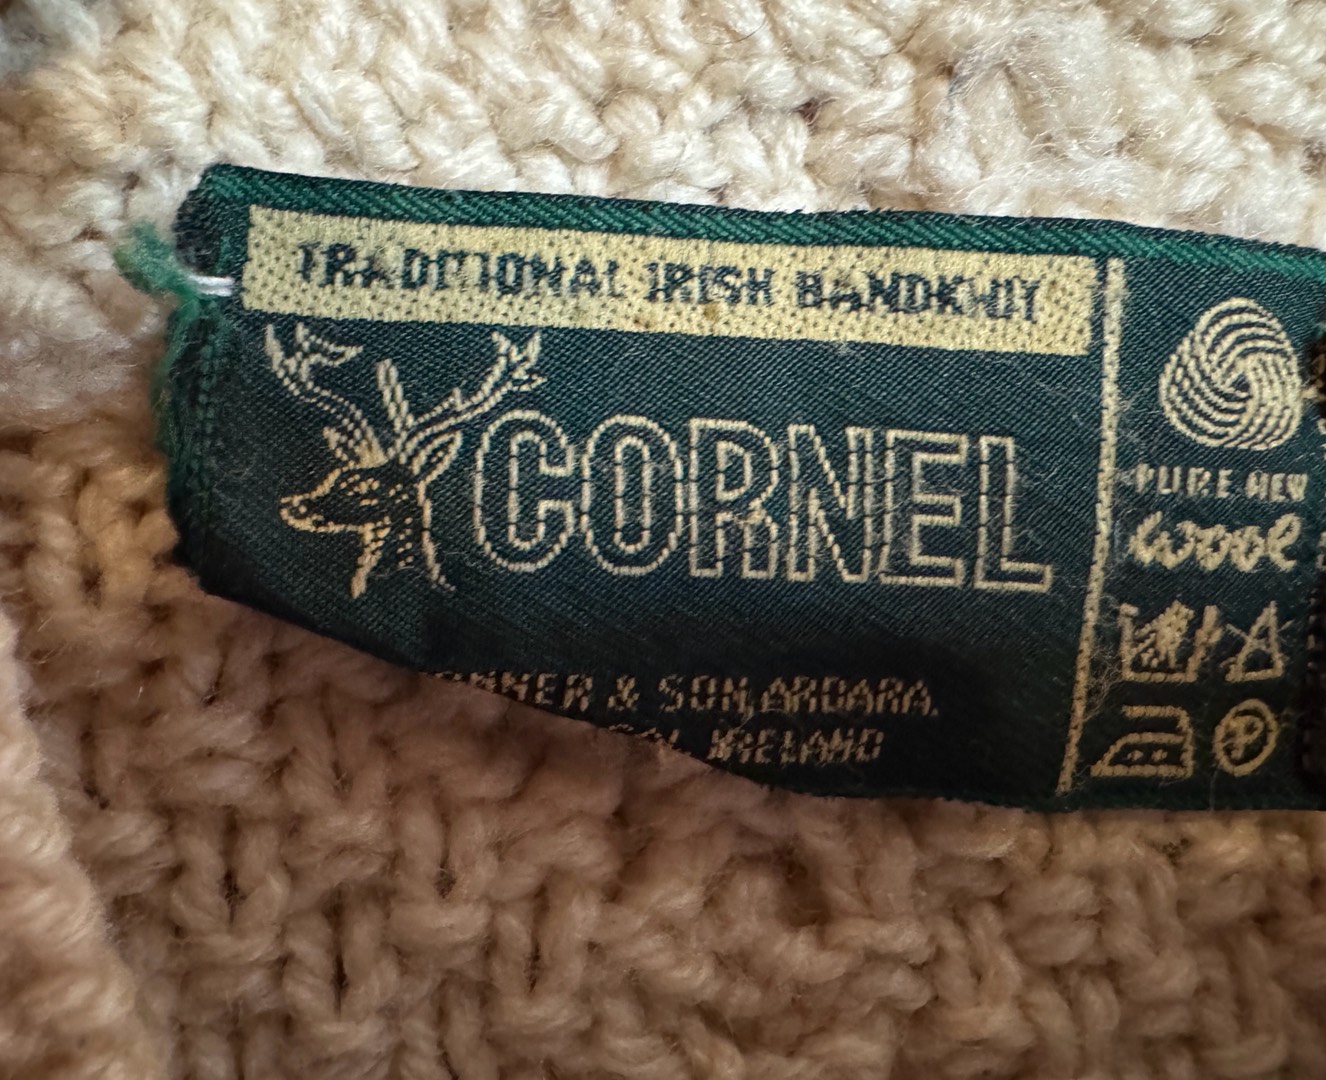 TRADITIONAL IRISH HANDKNIT
CORNEL
& SON, ARDARA.
IRELAND
PURE NEW
wool
P